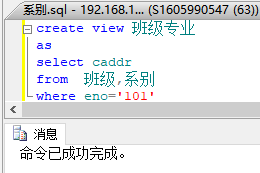 系别.sql - 192.168.1... (S1605990547 (63))
create view 班级专业
as
select caddr
from 班级,系别
where eno='101'
消息
命令已成功完成。